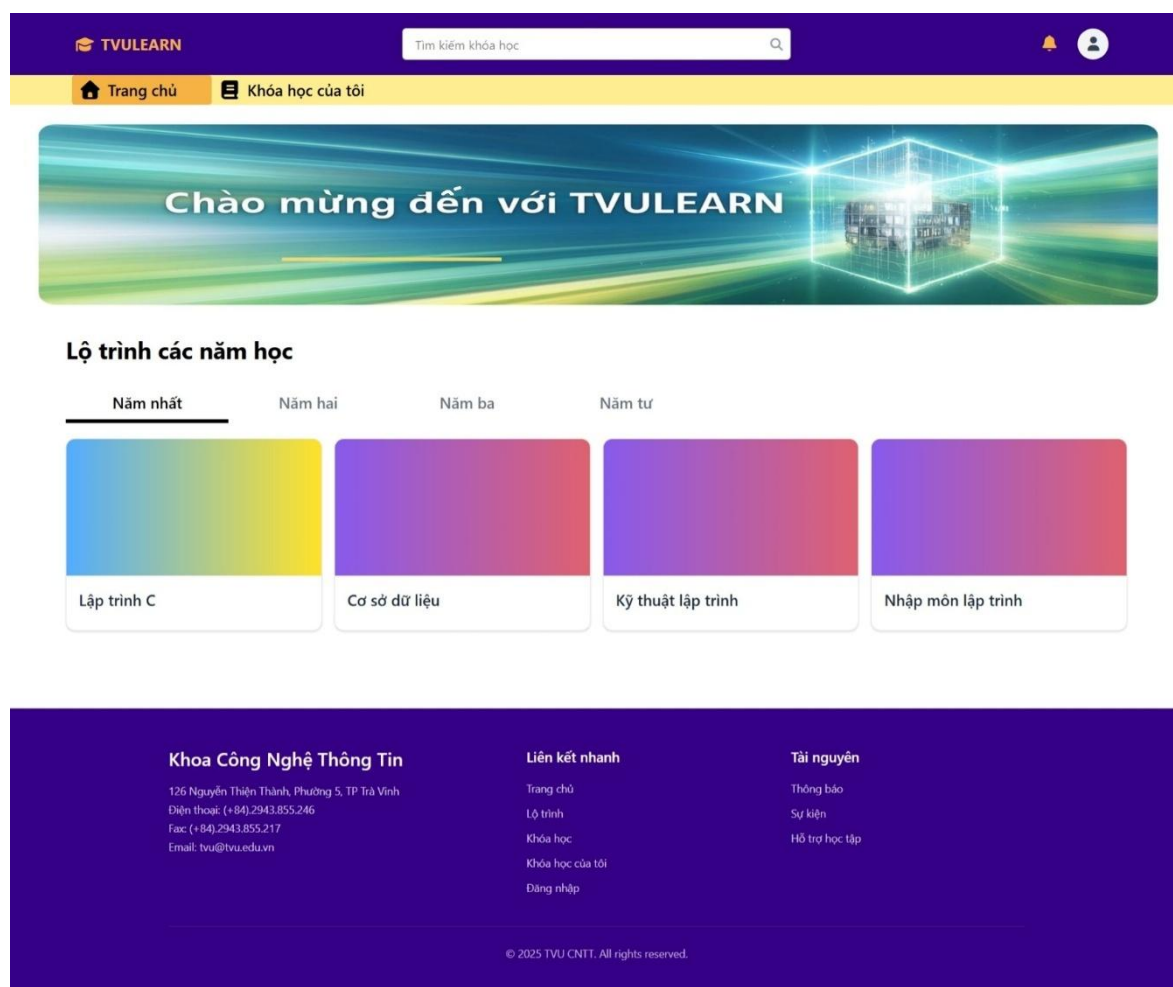 TVULEARN
Tìm kiếm khóa học
Trang chủ
Khóa học của tôi
Chào mừng đến với TVULEARN
Lộ trình các năm học
Năm nhất
Năm hai
Năm ba
Năm tư
Lập trình C
Cơ sở dữ liệu
Kỹ thuật lập trình
Nhập môn lập trình
Khoa Công Nghệ Thông Tin
126 Nguyễn Thiện Thành, Phường 5, TP Trà Vinh
Điện thoại: (+84).2943.855.246
Fax: (+84).2943.855.217
Email: tvu@tvu.edu.vn
Liên kết nhanh
Trang chủ
Lộ trình
Khóa học
Khóa học của tôi
Đăng nhập
Tài nguyên
Thông báo
Sự kiện
Hỗ trợ học tập
© 2025 TVU CNTT. All rights reserved.